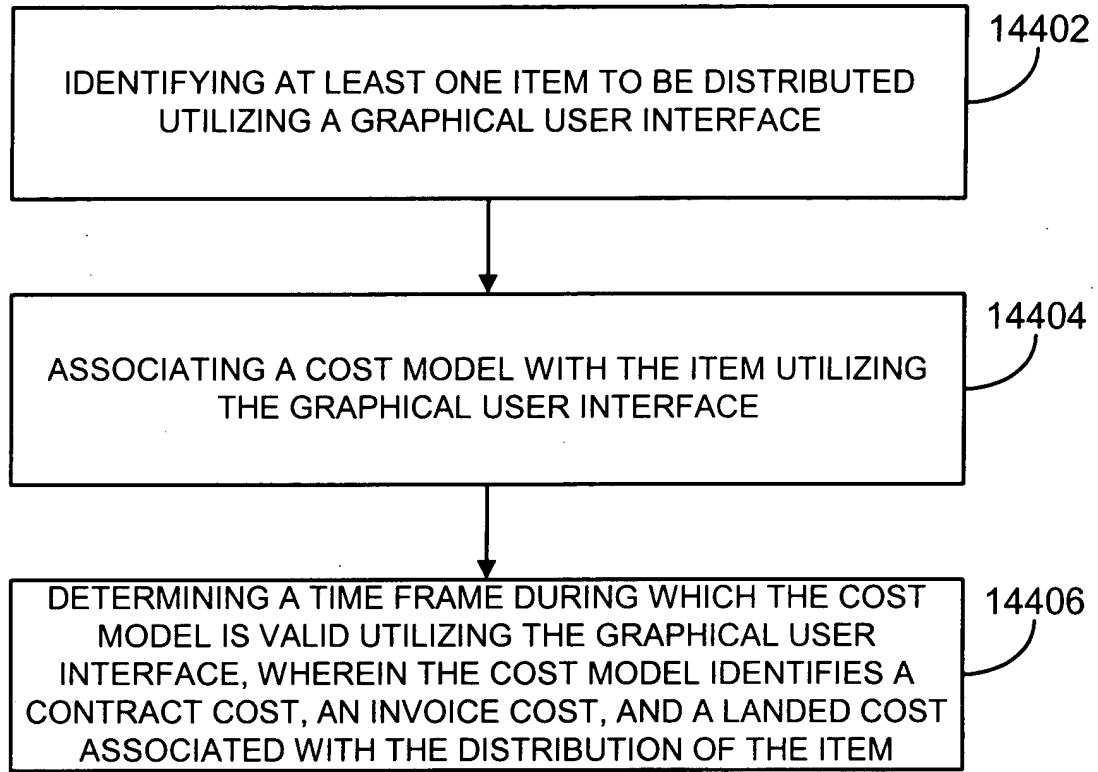 14402
IDENTIFYING AT LEAST ONE ITEM TO BE DISTRIBUTED
UTILIZING A GRAPHICAL USER INTERFACE
14404
ASSOCIATING A COST MODEL WITH THE ITEM UTILIZING
THE GRAPHICAL USER INTERFACE
14406
DETERMINING A TIME FRAME DURING WHICH THE COST
MODEL IS VALID UTILIZING THE GRAPHICAL USER
INTERFACE, WHEREIN THE COST MODEL IDENTIFIES A
CONTRACT COST, AN INVOICE COST, AND A LANDED COST
ASSOCIATED WITH THE DISTRIBUTION OF THE ITEM